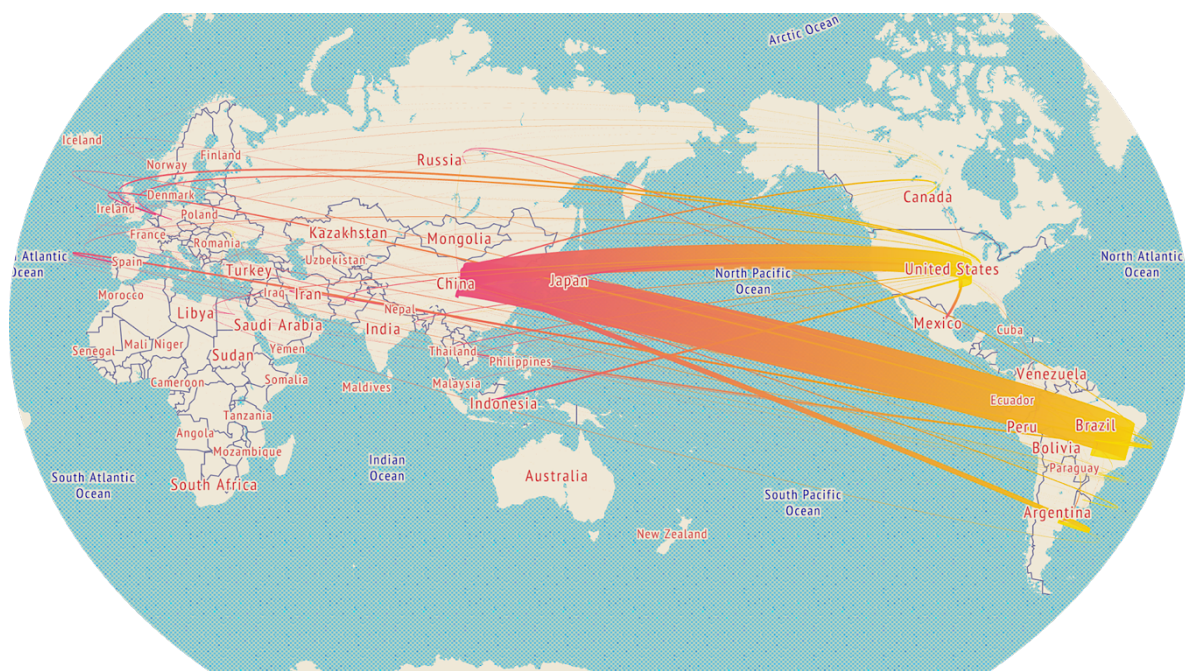 Arctic Ocean
Iceland
Norway
Finland
Russia
Denmark
Ireland
Poland
Canada
France
Romania
Kazakhstan
Mongolia
Atlantic
Ocean
Spain
Turkey
Uzbekistan
China
Japan
North Pacific
Ocean
United States
North Atlantic
Ocean
Morocco
Iraq
Iran
Libya
Saudi Arabia
Nepal
India
Mexico
Cuba
Senegal
Mali
Niger
Sudan
Yemen
Thailand
Philippines
Cameroon
Somalia
Maldives
Malaysia
Indonesia
Venezuela
Ecuador
Tanzania
Angola
Mozambique
Peru
Brazil
Bolivia
Paraguay
South Atlantic
Ocean
South Africa
Indian
Ocean
Australia
South Pacific
Ocean
New Zealand
Argentina